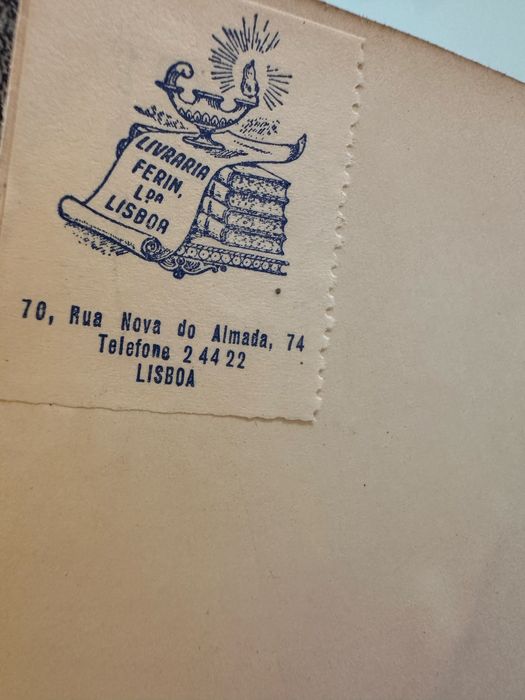 LIVRARIA
FERIN,
LDA
LISBOA
70, Rua Nova do Almada, 74
Telefone 2 44 22
LISBOA